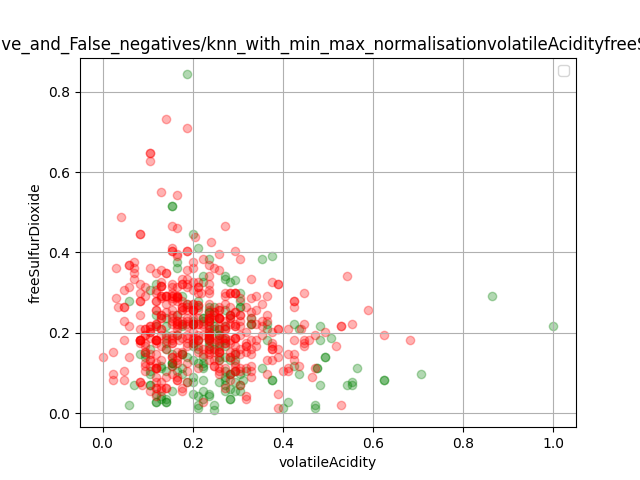 ve_and_False_negatives/knn_with_min_max_normalisationvolatileAcidityfreeS
0.8
0.6
0.4
0.2
0.0
freeSulfurDioxide
0.0 0.2 0.4 0.6 0.8 1.0
volatileAcidity